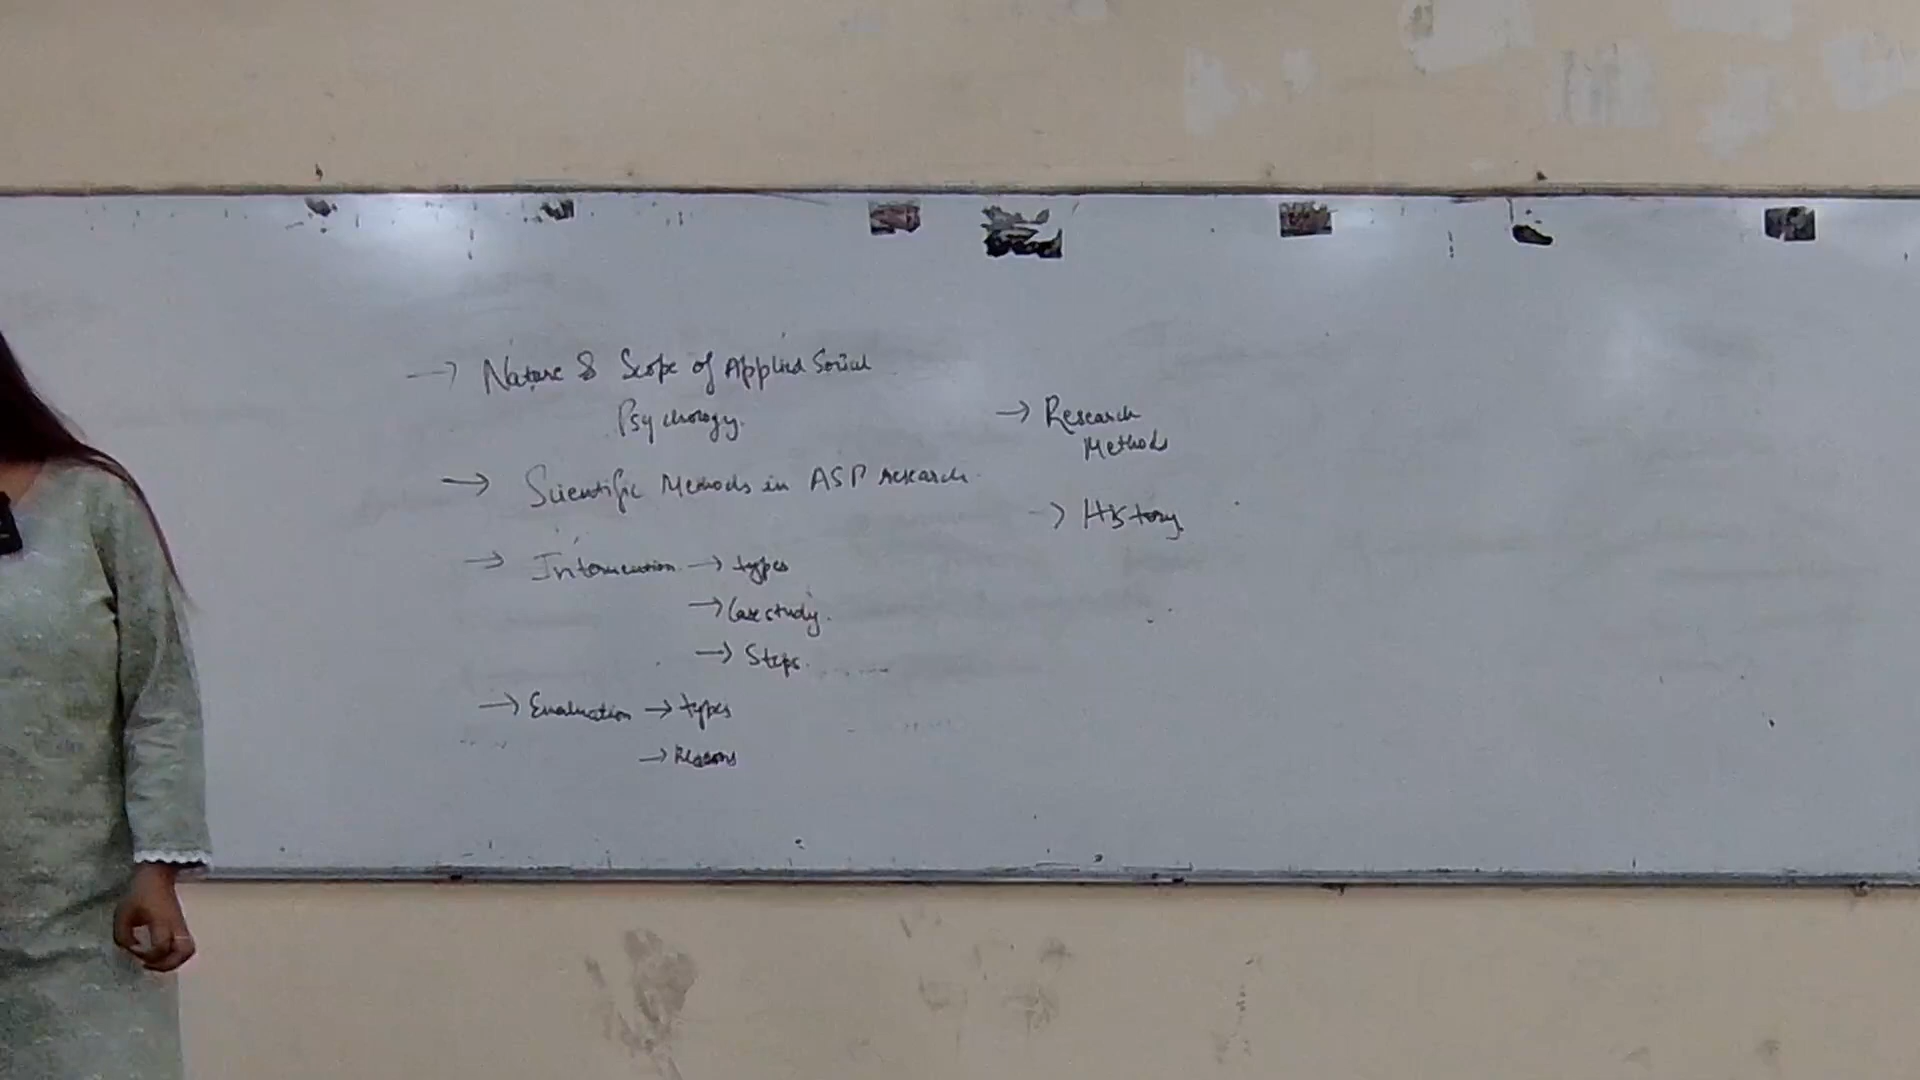 → Nature & Scope of Applied Social
Psychology.
→ Scientific Methods in ASP research.
→ Intervention → types
→ Case study.
→ Steps.
→ Evaluation → types
→ Reasons
→ Research
Methods
→ History.